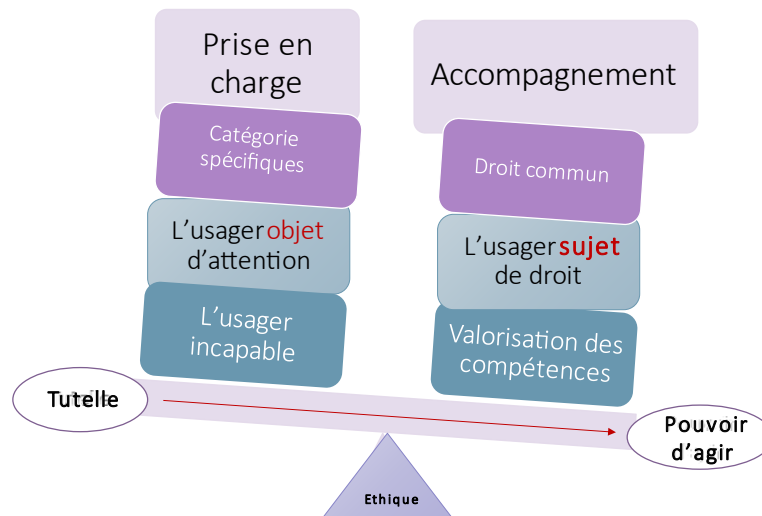 Prise en
charge
Catégorie
spécifiques
L'usager objet
d'attention
L'usager
incapable
Accompagnement
Droit commun
L'usager sujet
de droit
Valorisation des
compétences
Tutelle
Pouvoir
d'agir
Ethique